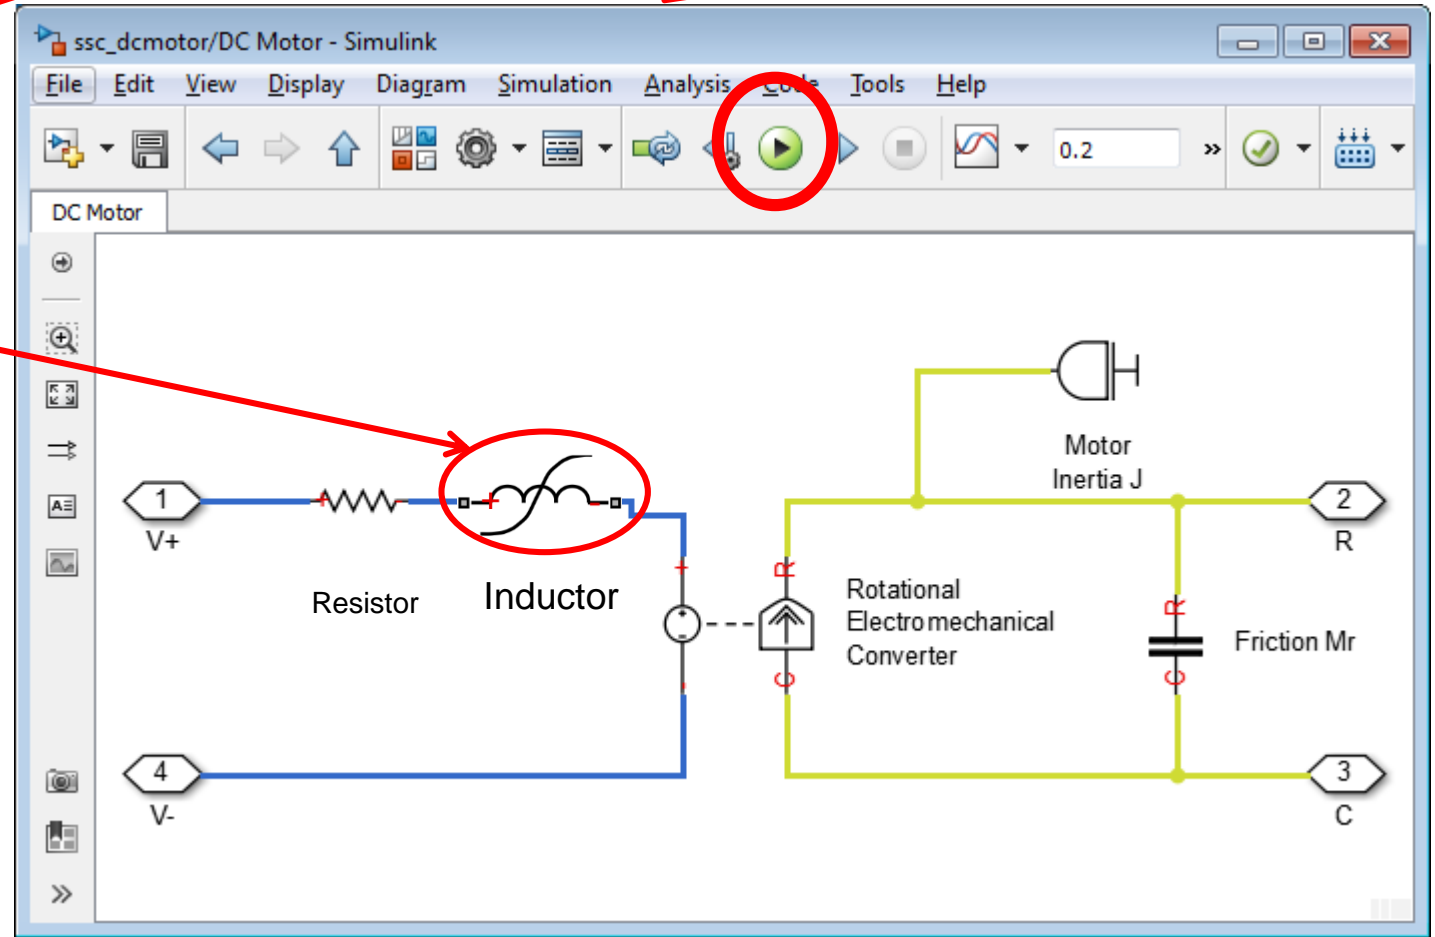 ssc_dcmotor/DC Motor - Simulink
File Edit View Display Diagram Simulation Analysis Code Tools Help
0.2 »
DC Motor
Motor
Inertia J
1
V+
2
R
Resistor
Inductor
+
-
+
-
+
-
R
C
Rotational
Electromechanical
Converter
R
C
Friction Mr
4
V-
3
C